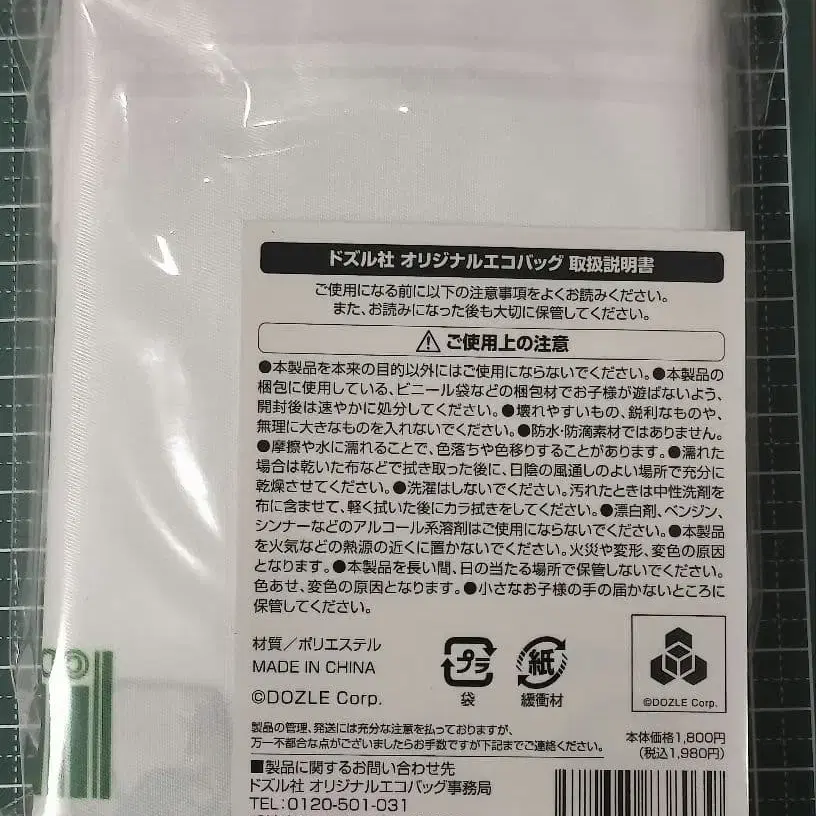 ドズル社 オリジナルエコバッグ 取扱説明書
ご使用になる前に以下の注意事項をよくお読みください。
また、お読みになった後も大切に保管してください。
⚠ご使用上の注意
●本製品を本来の目的以外にはご使用にならないでください。●本製品の
梱包に使用している、ビニール袋などの梱包材でお子様が遊ばないよう、
開封後は速やかに処分してください。●壊れやすいもの、鋭利なものや、
無理に大きなものを入れないでください。●防水・防滴素材ではありません。
●摩擦や水に濡れることで、色落ちや色移りすることがあります。●濡れた
場合は乾いた布などで拭き取った後に、日陰の風通しのよい場所で充分に
乾燥させてください。●洗濯はしないでください。汚れたときは中性洗剤を
布に含ませて、軽く拭いた後にカラ拭きをしてください。●漂白剤、ベンジン、
シンナーなどのアルコール系溶剤はご使用にならないでください。●本製品
を火気などの熱源の近くに置かないでください。火災や変形、変色の原因
となります。●本製品を長い間、日の当たる場所で保管しないでください。
色あせ、変色の原因となります。●小さなお子様の手の届かないところに
保管してください。
材質／ポリエステル
MADE IN CHINA
©DOZLE Corp.
プラ
袋
紙
緩衝材
©DOZLE Corp.
製品の管理、発送には充分な注意を払っておりますが、
万一不都合な点がございましたらお手数ですが下記までご連絡ください。
本体価格1,800円
（税込1,980円）
■製品に関するお問い合わせ先
ドズル社 オリジナルエコバッグ事務局
TEL:0120-501-031